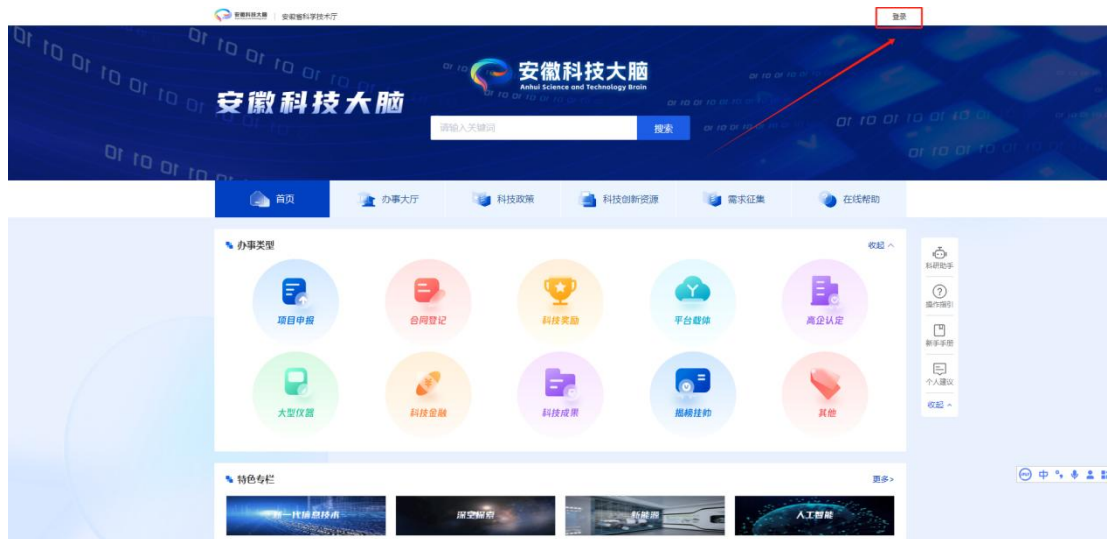 安徽科技大脑 安徽省科学技术厅 登录
安徽科技大脑
Anhui Science and Technology Brain
安徽科技大脑
请输入关键词 搜索
首页 办事大厅 科技政策 科技创新资源 需求征集 在线帮助
办事类型 收起
项目申报 合同登记 科技奖励 平台载体 高企认定
大型仪器 科技金融 科技成果 揭榜挂帅 其他
科研助手
操作指引
新手手册
个人建议
收起
特色专栏 更多>
新一代信息技术 深空探索 新能源 人工智能
中